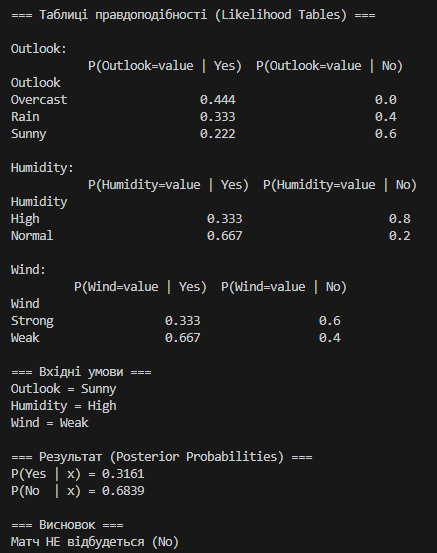 === Таблиці правдоподібності (Likelihood Tables) ===
Outlook:
P(Outlook=value | Yes) P(Outlook=value | No)
Outlook
Overcast 0.444 0.0
Rain 0.333 0.4
Sunny 0.222 0.6
Humidity:
P(Humidity=value | Yes) P(Humidity=value | No)
Humidity
High 0.333 0.8
Normal 0.667 0.2
Wind:
P(Wind=value | Yes) P(Wind=value | No)
Wind
Strong 0.333 0.6
Weak 0.667 0.4
=== Вхідні умови ===
Outlook = Sunny
Humidity = High
Wind = Weak
=== Результат (Posterior Probabilities) ===
P(Yes | x) = 0.3161
P(No | x) = 0.6839
=== Висновок ===
Матч НЕ відбудеться (No)